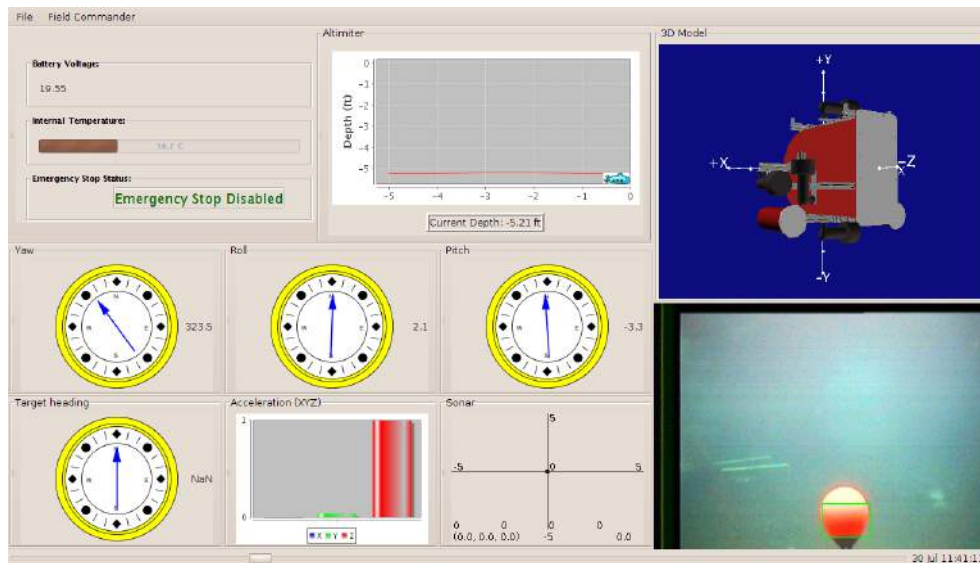 File Field Commander
Battery Voltage:
19.55
Internal Temperature:
Emergency Stop Status:
Emergency Stop Disabled
Altimiter
Depth (ft)
0
-1
-2
-3
-4
-5
-5 -4 -3 -2 -1 0
Current Depth: -5.21 ft
3D Model
+Y
+X
-Z
X
-Y
Yaw
N
W E
S
323.5
Roll
N
W E
S
2.1
Pitch
N
W E
S
-3.3
Target heading
W E
S
NaN
Acceleration (XYZ)
0
X Y Z
Sonar
5
-5 0 5
0 0 0
(0.0, 0.0, 0.0) -5 0.0
30 Jul 11:41:1